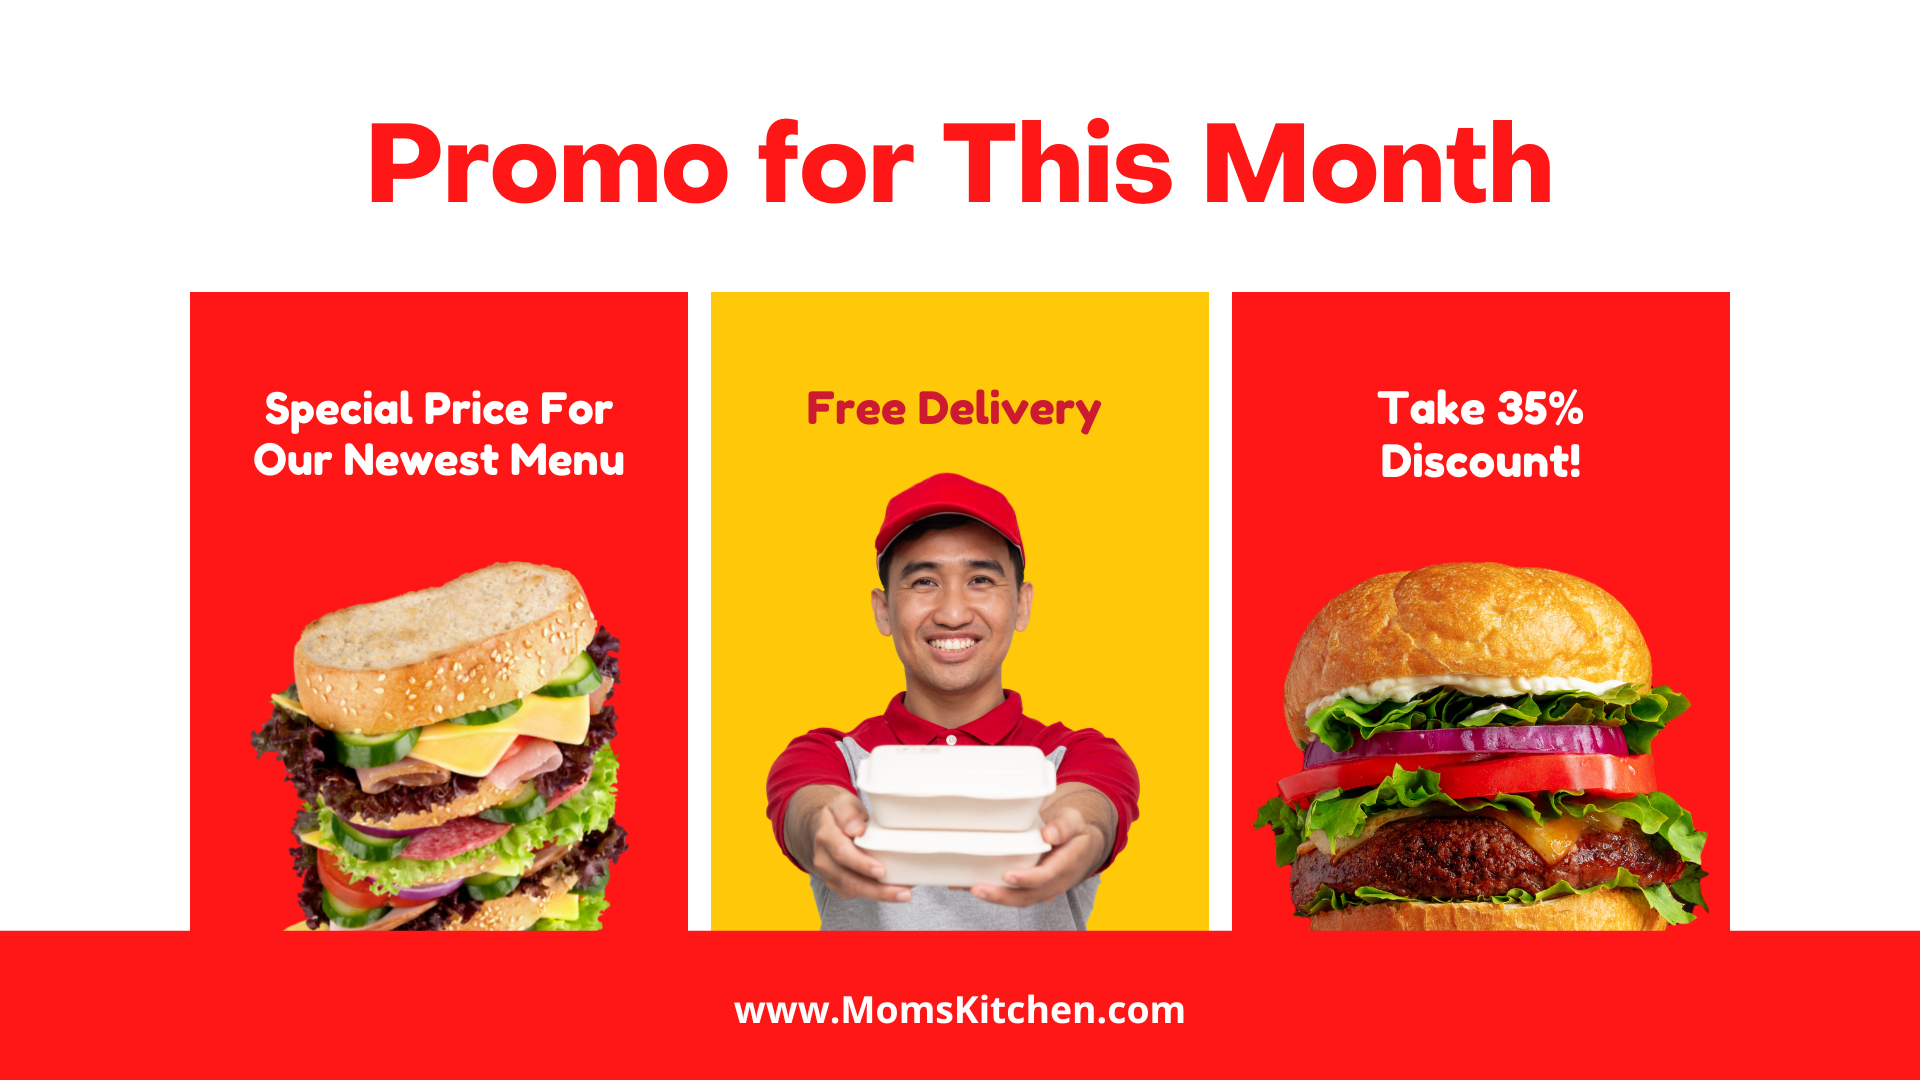 Promo for This Month
Special Price For
Our Newest Menu
Free Delivery
Take 35%
Discount!
www.MomsKitchen.com